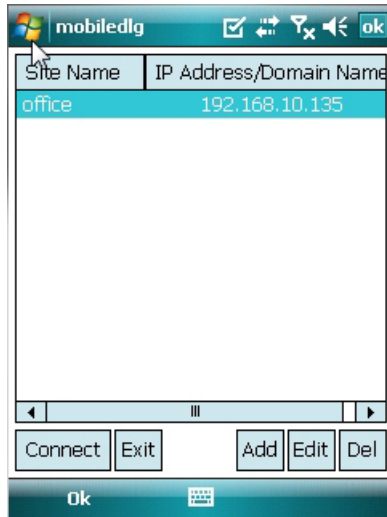 mobiledlg ok
Site Name IP Address/Domain Name
office 192.168.10.135
Connect Exit Add Edit Del
Ok